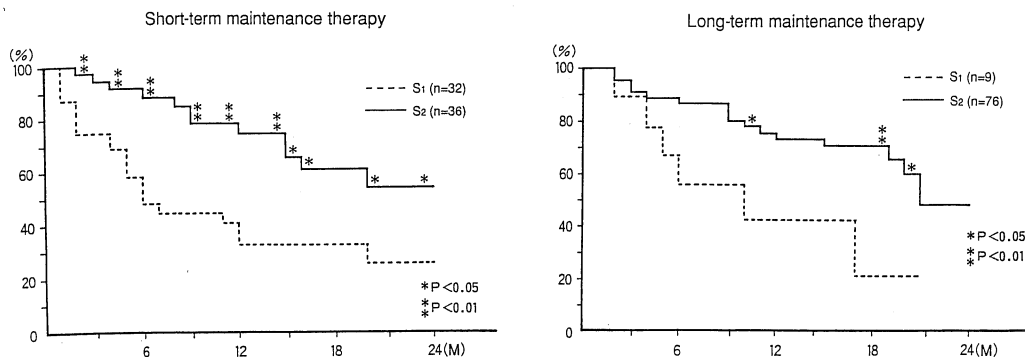 Short-term maintenance therapy
(%)
100
80
60
40
20
0
6
12
18
24(M)
S1 (n=32)
S2 (n=36)
*P<0.05
**P<0.01
Long-term maintenance therapy
(%)
100
80
60
40
20
0
6
12
18
24(M)
S1 (n=9)
S2 (n=76)
*P<0.05
**P<0.01